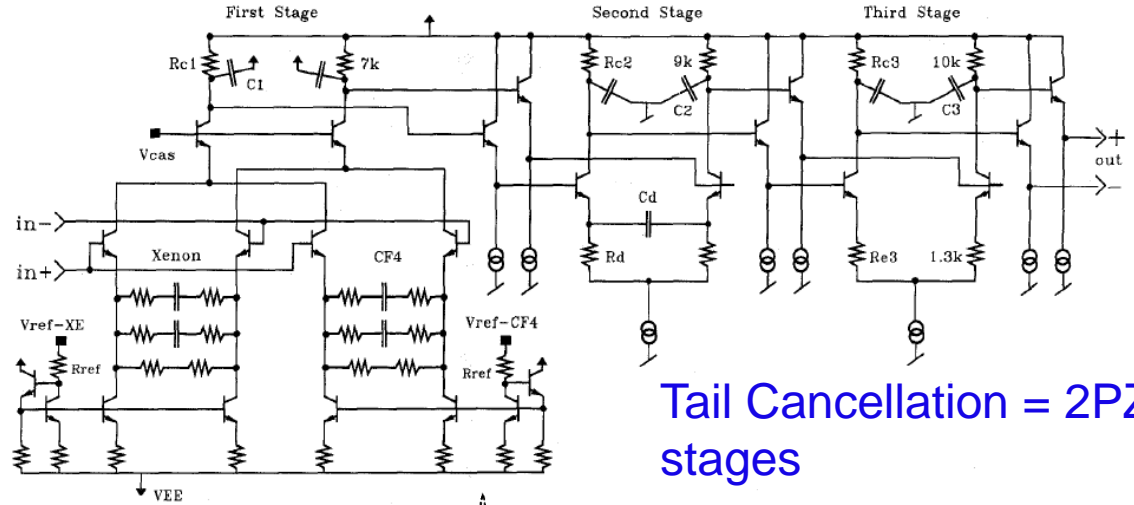 First Stage
Second Stage
Third Stage
Rc1
C1
7k
Rc2
9k
C2
Rc3
10k
C3
Vcas
+
out
-
in-
in+
Xenon
CF4
Cd
Rd
Re3
1.3k
Vref-XE
Vref-CF4
Rref
Rref
VEE
Tail Cancellation = 2PZ
stages